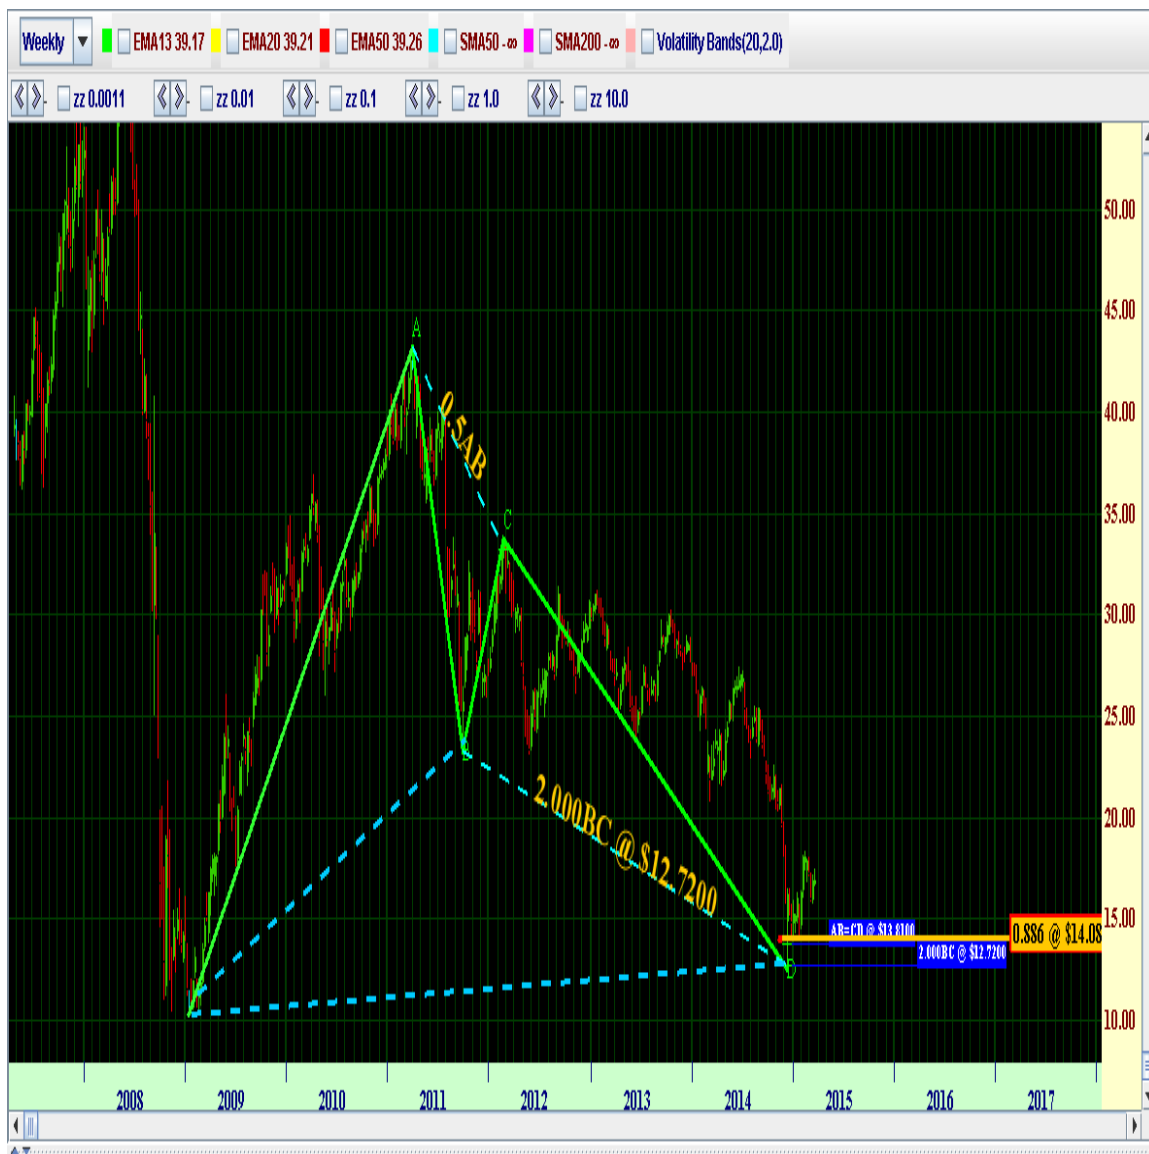 Weekly EMA13 39.17 EMA20 39.21 EMA50 39.26 SMA50 -∞ SMA200 -∞ Volatility Bands(20,2.0)
zz 0.0011 zz 0.01 zz 0.1 zz 1.0 zz 10.0
50.00
45.00
A
40.00
0.5AB
35.00
C
30.00
25.00
B
20.00
2.000BC @ $12.7200
15.00
AB=CD @ $13.8100
0.886 @ $14.08
2.000BC @ $12.7200
D
10.00
2008 2009 2010 2011 2012 2013 2014 2015 2016 2017